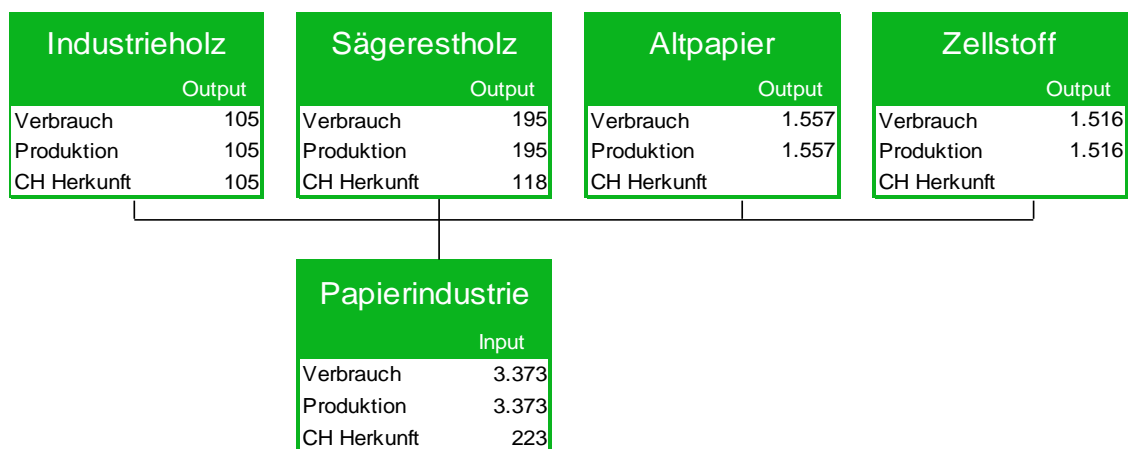 Industrieholz Sägerestholz Altpapier Zellstoff
Output Output Output Output
Verbrauch 105 Verbrauch 195 Verbrauch 1.557 Verbrauch 1.516
Produktion 105 Produktion 195 Produktion 1.557 Produktion 1.516
CH Herkunft 105 CH Herkunft 118 CH Herkunft CH Herkunft
Papierindustrie
Input
Verbrauch 3.373
Produktion 3.373
CH Herkunft 223